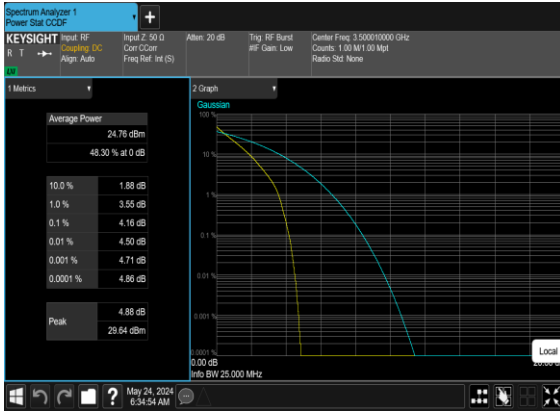 Spectrum Analyzer 1
Power Stat CCDF
+
KEYSIGHT
R T
LXI
Input: RF
Coupling: DC
Align: Auto
Input Z: 50 Ω
Corr CCorr
Freq Ref: Int (S)
Atten: 20 dB
Trig: RF Burst
#IF Gain: Low
Center Freq: 3.500010000 GHz
Counts: 1.00 M/1.00 Mpt
Radio Std: None
1 Metrics
Average Power
24.76 dBm
48.30 % at 0 dB
10.0 % 1.88 dB
1.0 % 3.55 dB
0.1 % 4.16 dB
0.01 % 4.50 dB
0.001 % 4.71 dB
0.0001 % 4.86 dB
Peak
4.88 dB
29.64 dBm
2 Graph
Gaussian
100 %
10 %
1 %
0.1 %
0.01 %
0.001 %
0.0001 %
0.00 dB
20.00 dB
Info BW 25.000 MHz
Local
?
May 24, 2024
6:34:54 AM